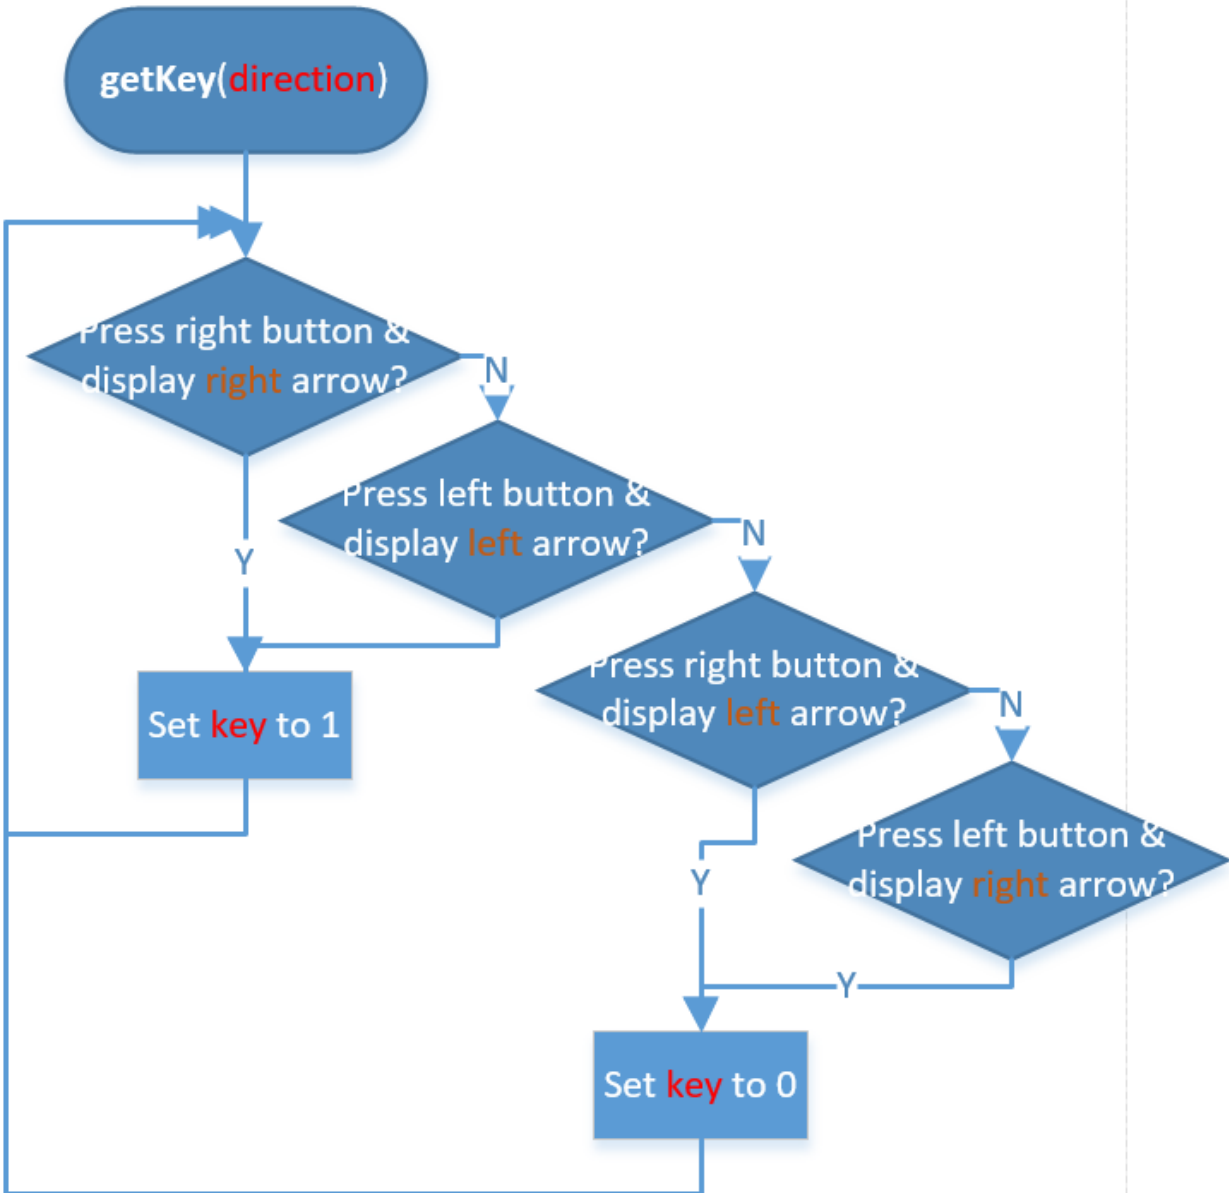 getKey(direction)
Press right button &
display right arrow?
N
Press left button &
display left arrow?
N
Y
Press right button &
display left arrow?
N
Set key to 1
Press left button &
display right arrow?
Y
Y
Set key to 0